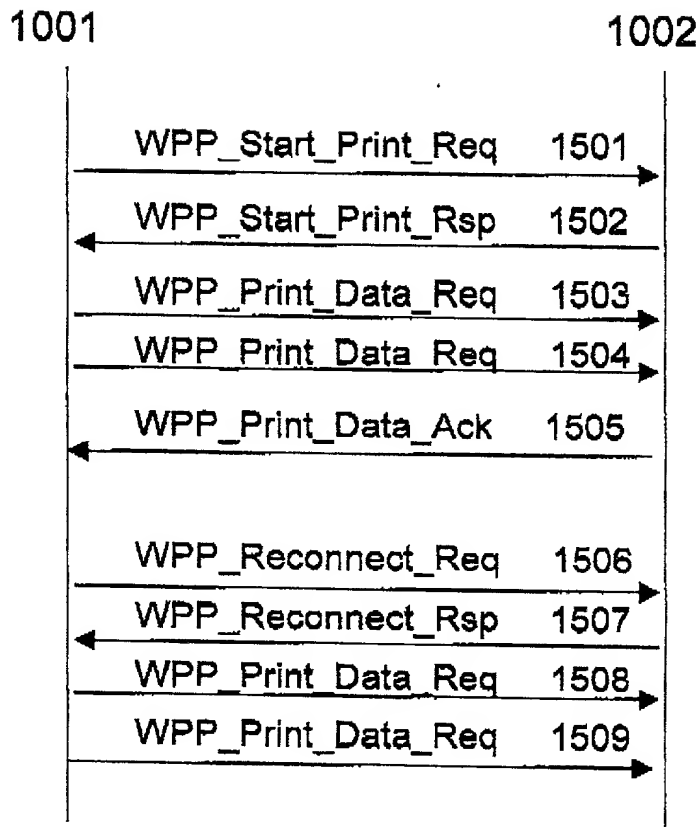 1001 1002
WPP_Start_Print_Req 1501
WPP_Start_Print_Rsp 1502
WPP_Print_Data_Req 1503
WPP_Print_Data_Req 1504
WPP_Print_Data_Ack 1505
WPP_Reconnect_Req 1506
WPP_Reconnect_Rsp 1507
WPP_Print_Data_Req 1508
WPP_Print_Data_Req 1509